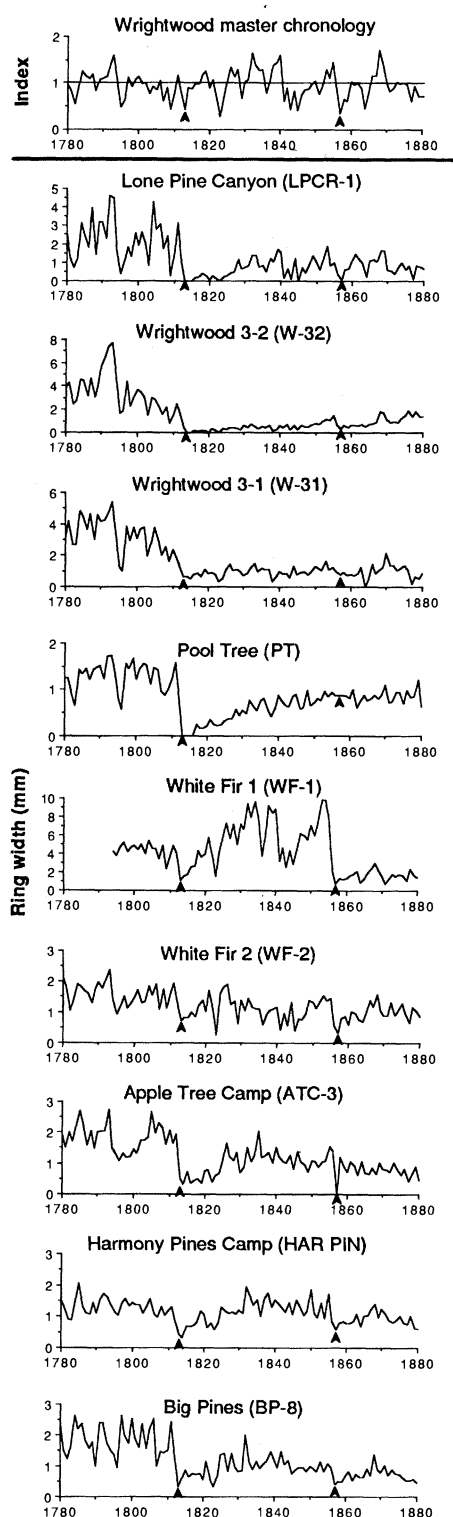 Wrightwood master chronology
Index
2
1
0
1780 1800 1820 1840 1860 1880
Lone Pine Canyon (LPCR-1)
5
4
3
2
1
0
1780 1800 1820 1840 1860 1880
Wrightwood 3-2 (W-32)
8
6
4
2
0
1780 1800 1820 1840 1860 1880
Wrightwood 3-1 (W-31)
6
4
2
0
1780 1800 1820 1840 1860 1880
Pool Tree (PT)
2
1
0
1780 1800 1820 1840 1860 1880
Ring width (mm)
White Fir 1 (WF-1)
10
8
6
4
2
0
1780 1800 1820 1840 1860 1880
White Fir 2 (WF-2)
3
2
1
0
1780 1800 1820 1840 1860 1880
Apple Tree Camp (ATC-3)
3
2
1
0
1780 1800 1820 1840 1860 1880
Harmony Pines Camp (HAR PIN)
3
2
1
0
1780 1800 1820 1840 1860 1880
Big Pines (BP-8)
3
2
1
0
1780 1800 1820 1840 1860 1880